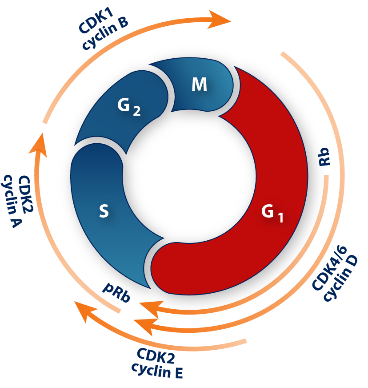 CDK1
cyclin B
M
G2
Rb
CDK2
cyclin A
S
G1
CDK4/6
cyclin D
pRb
CDK2
cyclin E